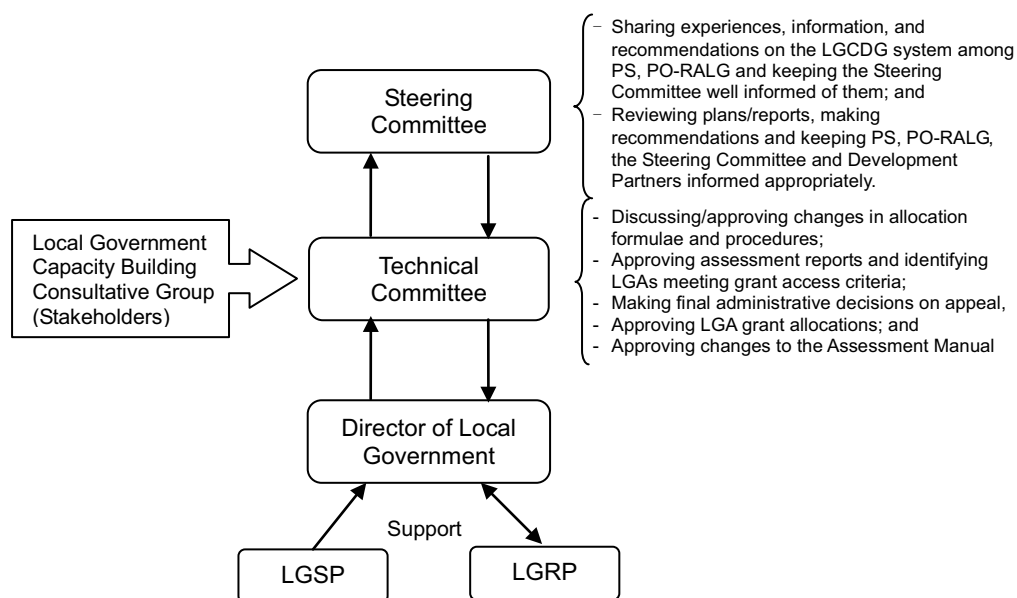 Steering
Committee
– Sharing experiences, information, and
recommendations on the LGCDG system among
PS, PO-RALG and keeping the Steering
Committee well informed of them; and
– Reviewing plans/reports, making
recommendations and keeping PS, PO-RALG,
the Steering Committee and Development
Partners informed appropriately.
Local Government
Capacity Building
Consultative Group
(Stakeholders)
Technical
Committee
- Discussing/approving changes in allocation
formulae and procedures;
- Approving assessment reports and identifying
LGAs meeting grant access criteria;
- Making final administrative decisions on appeal,
- Approving LGA grant allocations; and
- Approving changes to the Assessment Manual
Director of Local
Government
Support
LGSP
LGRP